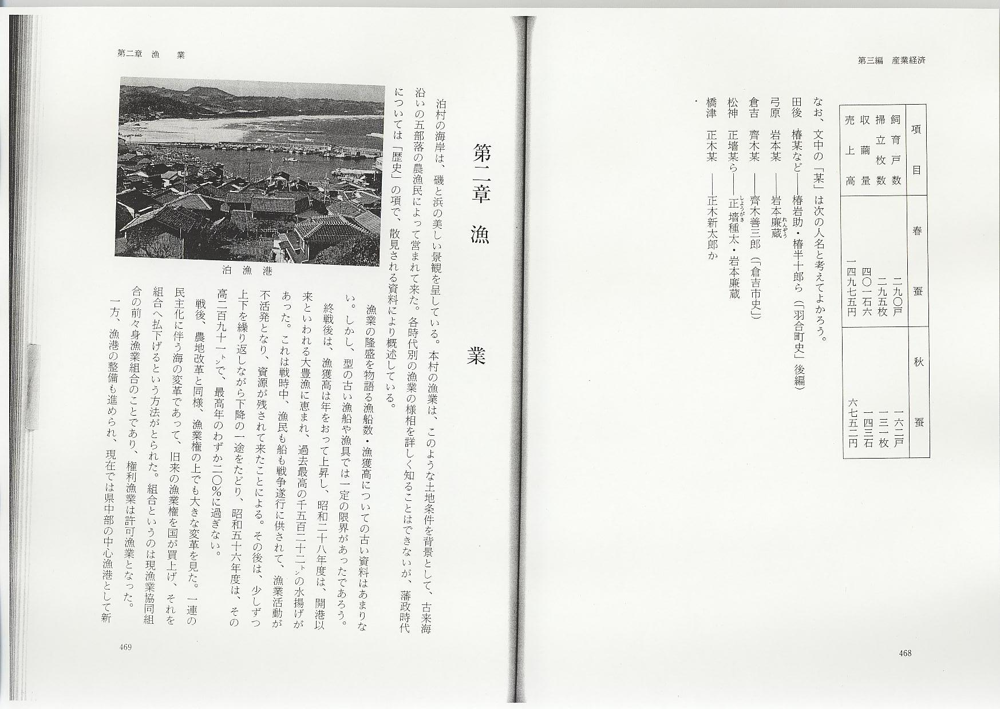 第三編　産業経済
項目　春蚕　秋蚕
飼育戸数　二九〇戸　一六二戸
掃立枚数　二九五枚　一三一枚
収繭量　四〇一石六　一四三石
売上高　一四九七五円　六七五二円
なお、文中の「某」は次の人名と考えてよかろう。
田後　椿某など――椿岩助・椿半十郎ら（「羽合町史」後編）
弓原　岩本某――岩本廉蔵
れんぞう
倉吉　齊木某――齊木善三郎（「倉吉市史」）
松神　正墻某ら――正墻種太・岩本廉蔵
しょうがき
橋津　正木某――正木新太郎か
468
第二章　漁　業
第二章　漁　業
泊村の海岸は、磯と浜の美しい景観を呈している。本村の漁業は、このような土地条件を背景として、古来海
沿いの五部落の農漁民によって営まれて来た。各時代別の漁業の様相を詳しく知ることはできないが、藩政時代
については「歴史」の項で、散見される資料により概述している。
泊漁港
漁業の隆盛を物語る漁船数・漁獲高についての古い資料はあまりな
い。しかし、型の古い漁船や漁具では一定の限界があったであろう。
終戦後は、漁獲高は年をおって上昇し、昭和二十八年度は、開港以
来といわれる大豊漁に恵まれ、過去最高の千五百二十二㌧の水揚げが
あった。これは戦時中、漁民も船も戦争遂行に供されて、漁業活動が
不活発となり、資源が残されて来たことによる。その後は、少しずつ
上下を繰り返しながら下降の一途をたどり、昭和五十六年度は、その
高二百九十一㌧で、最高年のわずか二〇％に過ぎない。
戦後、農地改革と同様、漁業権の上でも大きな変革を見た。一連の
民主化に伴う海の変革であって、旧来の漁業権を国が買上げ、それを
組合へ払下げるという方法がとられた。組合というのは現漁業協同組
合の前々身漁業組合のことであり、権利漁業は許可漁業となった。
一方、漁港の整備も進められ、現在では県中部の中心漁港として新
469